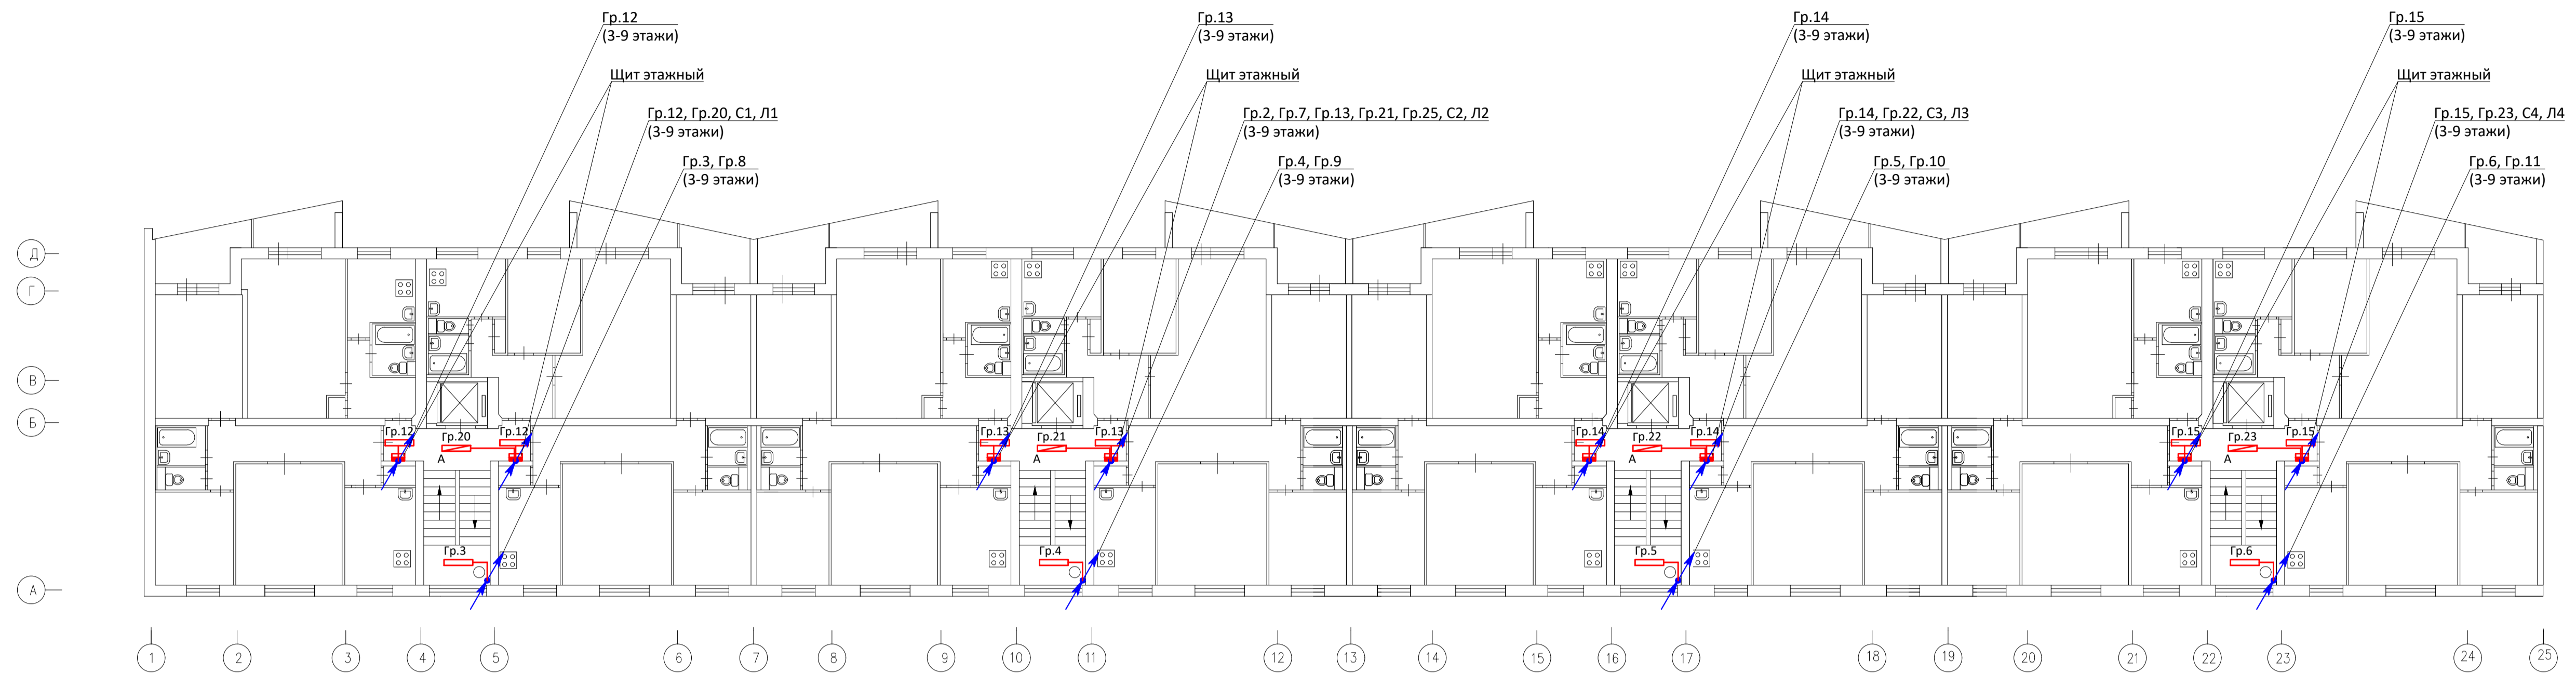 Гр.12
(3-9 этажи)
Щит этажный
Гр.12, Гр.20, С1, Л1
(3-9 этажи)
Гр.3, Гр.8
(3-9 этажи)
Гр.13
(3-9 этажи)
Щит этажный
Гр.2, Гр.7, Гр.13, Гр.21, Гр.25, С2, Л2
(3-9 этажи)
Гр.4, Гр.9
(3-9 этажи)
Гр.14
(3-9 этажи)
Щит этажный
Гр.14, Гр.22, С3, Л3
(3-9 этажи)
Гр.5, Гр.10
(3-9 этажи)
Гр.15
(3-9 этажи)
Щит этажный
Гр.15, Гр.23, С4, Л4
(3-9 этажи)
Гр.6, Гр.11
(3-9 этажи)
Д
Г
В
Б
А
Гр.12
Гр.20
А
Гр.12
Гр.3
Гр.13
Гр.21
А
Гр.13
Гр.4
Гр.14
Гр.22
А
Гр.14
Гр.5
Гр.15
Гр.23
А
Гр.15
Гр.6
1
2
3
4
5
6
7
8
9
10
11
12
13
14
15
16
17
18
19
20
21
22
23
24
25